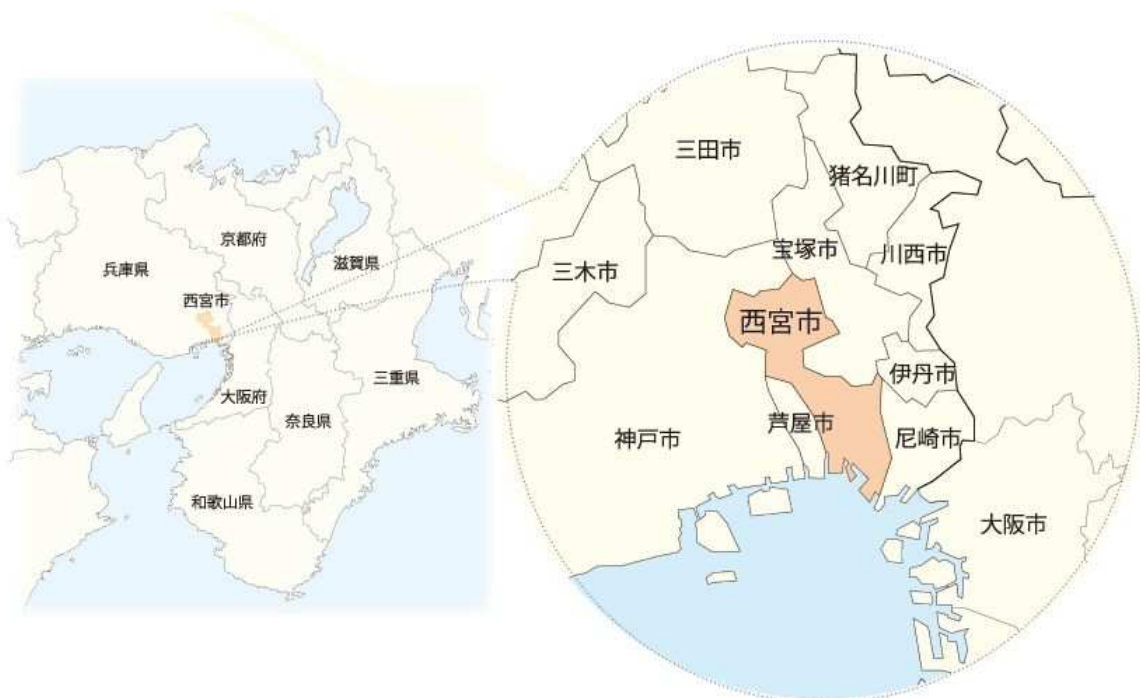 京都府
兵庫県
滋賀県
西宮市
三重県
大阪府
奈良県
和歌山県
三田市
猪名川町
宝塚市
川西市
三木市
西宮市
伊丹市
芦屋市
神戸市
尼崎市
大阪市